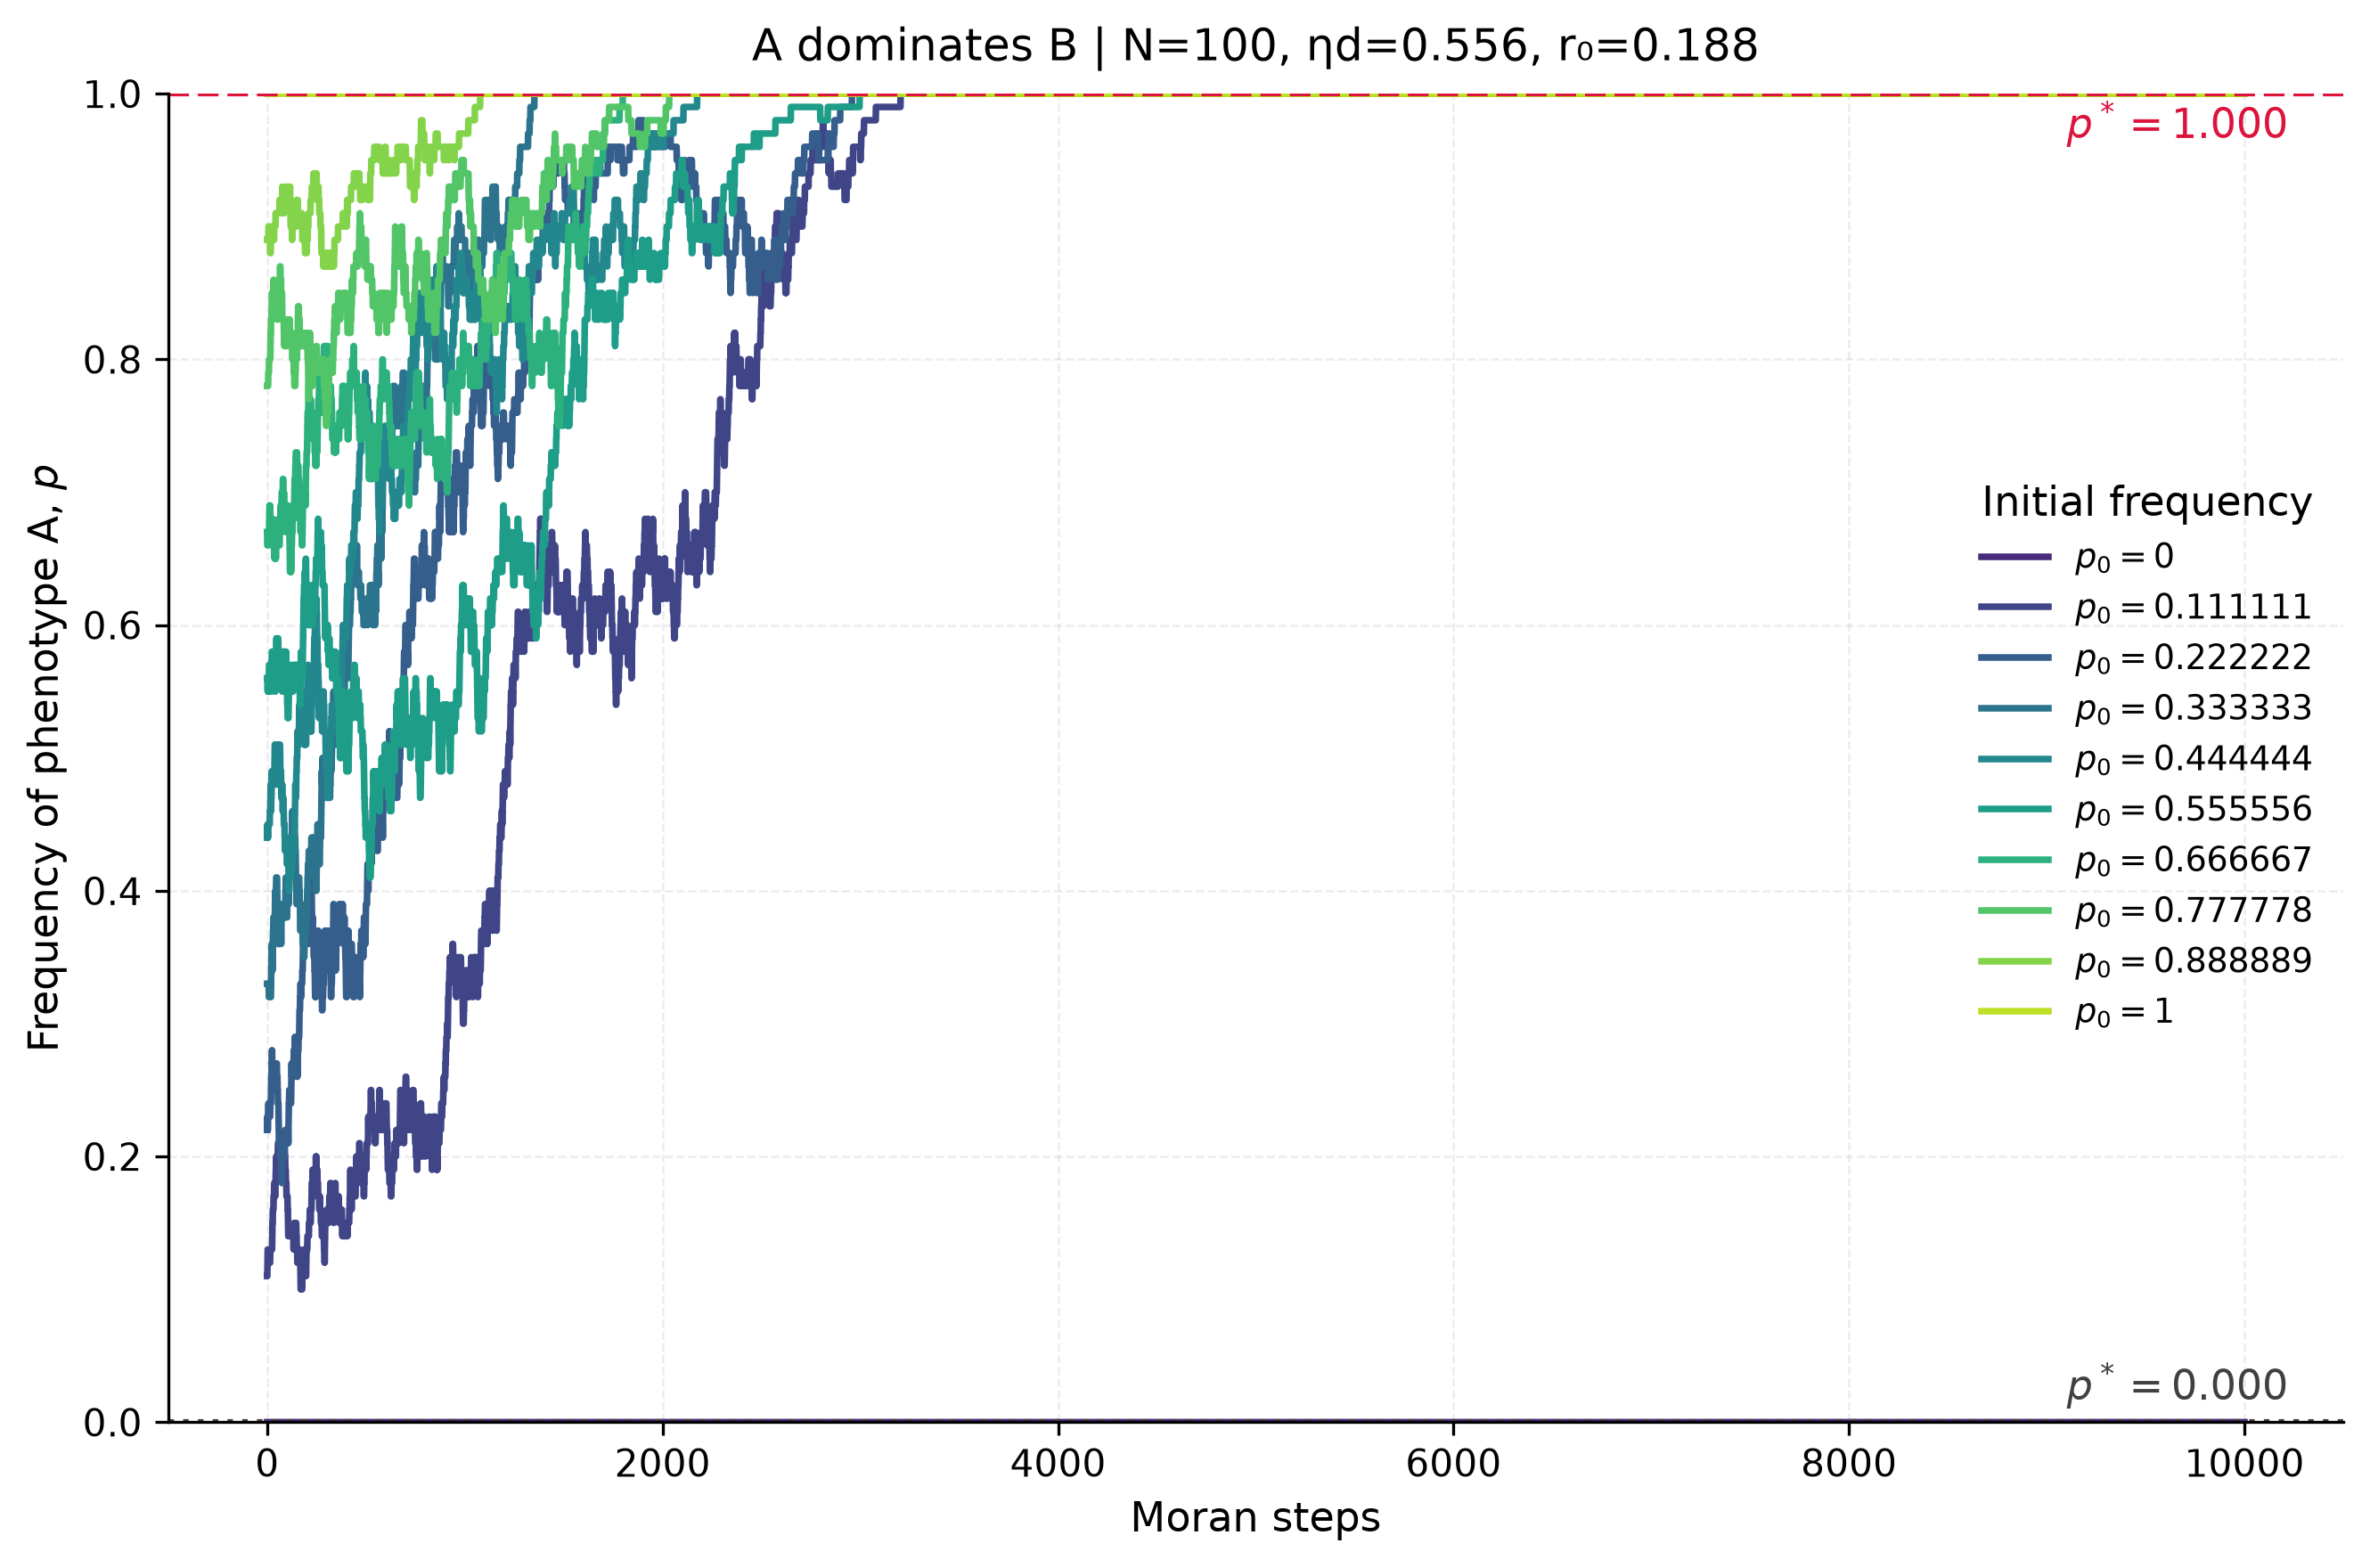 A dominates B | N=100, ηd=0.556, r₀=0.188
1.0
0.8
0.6
0.4
0.2
0.0
Frequency of phenotype A, p
p* = 1.000
Initial frequency
p₀ = 0
p₀ = 0.111111
p₀ = 0.222222
p₀ = 0.333333
p₀ = 0.444444
p₀ = 0.555556
p₀ = 0.666667
p₀ = 0.777778
p₀ = 0.888889
p₀ = 1
p* = 0.000
0 2000 4000 6000 8000 10000
Moran steps